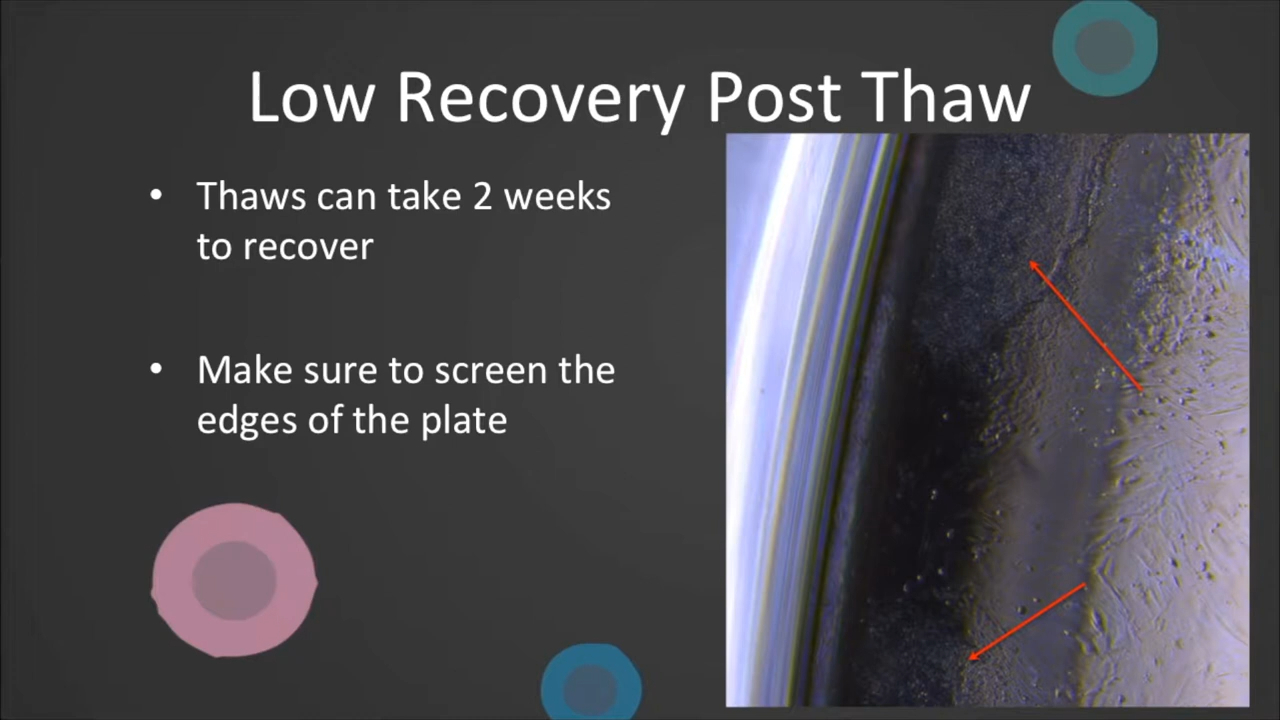 Low Recovery Post Thaw
• Thaws can take 2 weeks
to recover
• Make sure to screen the
edges of the plate